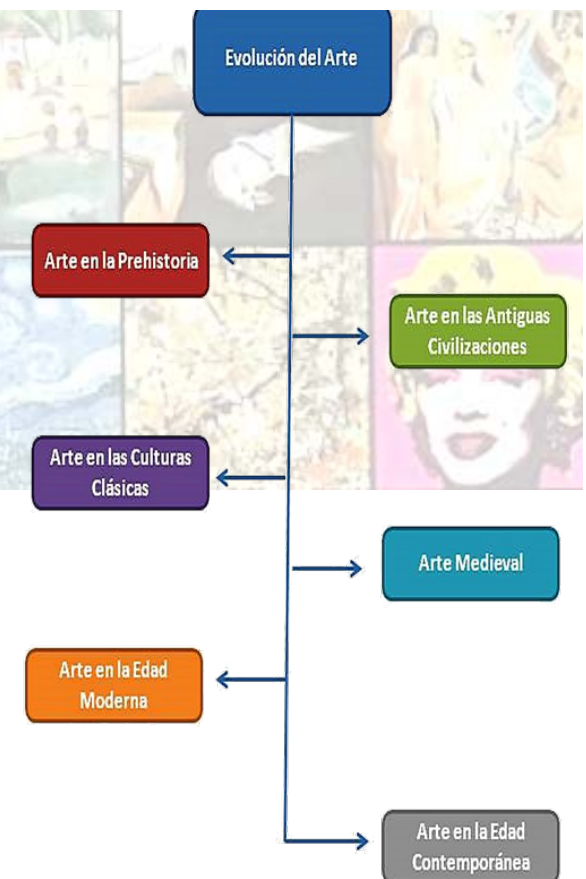 Evolución del Arte
Arte en la Prehistoria
Arte en las Antiguas
Civilizaciones
Arte en las Culturas
Clásicas
Arte Medieval
Arte en la Edad
Moderna
Arte en la Edad
Contemporánea